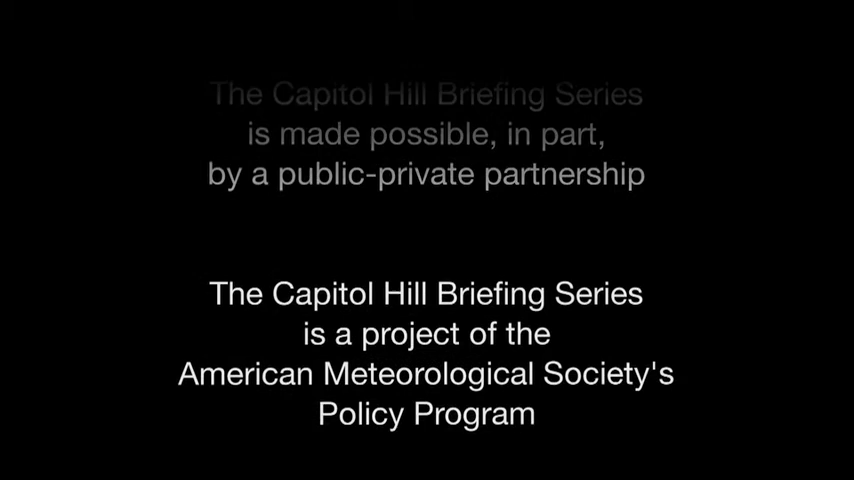 The Capitol Hill Briefing Series
is made possible, in part,
by a public-private partnership
The Capitol Hill Briefing Series
is a project of the
American Meteorological Society's
Policy Program